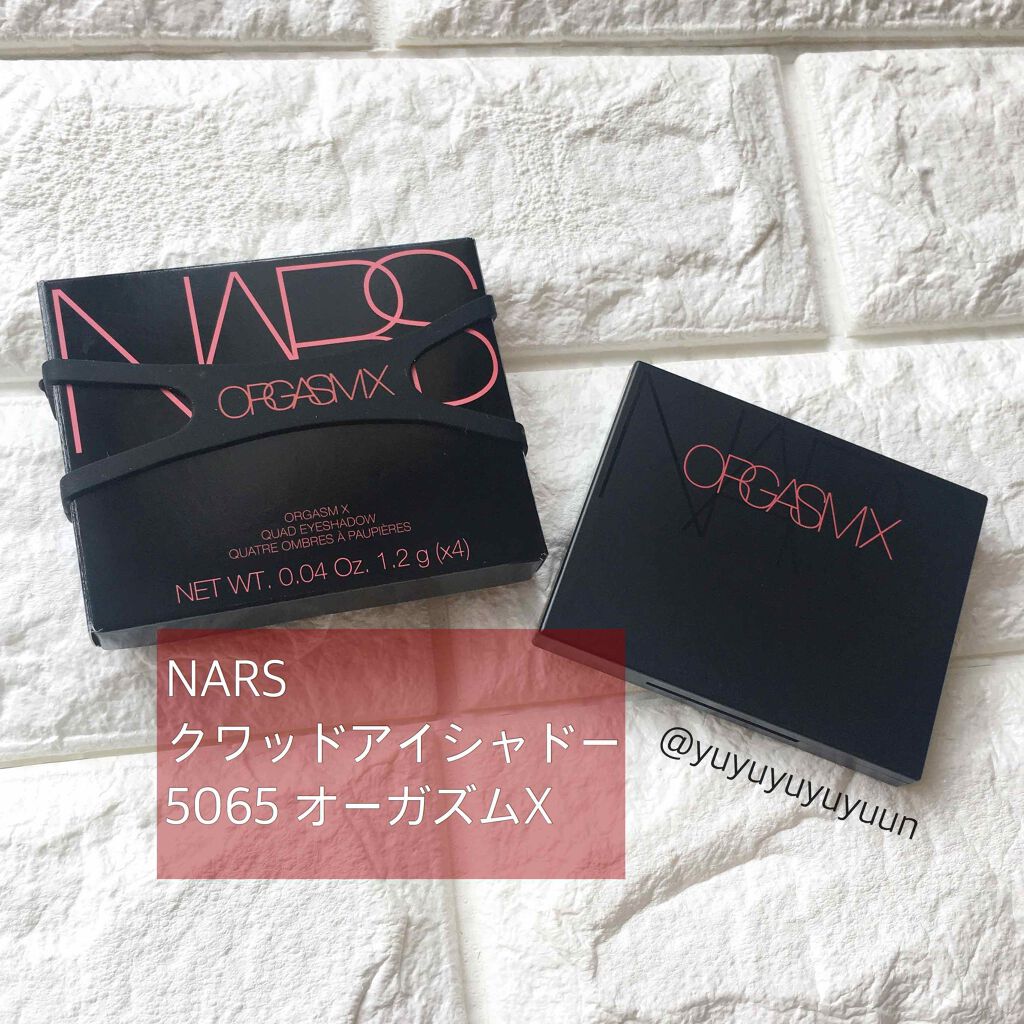 NARS
ORGASM X
ORGASM X
QUAD EYESHADOW
QUATRE OMBRES À PAUPIÈRES
NET WT. 0.04 Oz. 1.2 g (x4)
NARS
ORGASM X
NARS
クワッドアイシャドー
5065 オーガズムX
@yuyuyuyuyuun